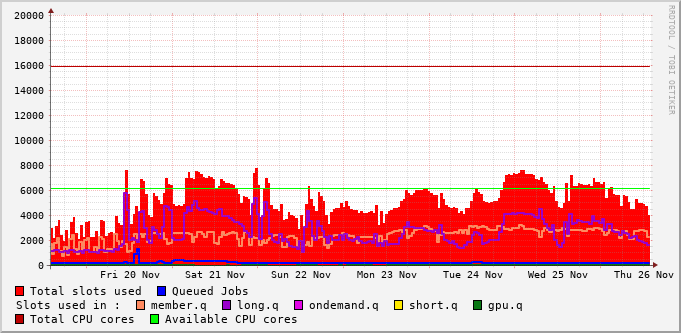 20000
18000
16000
14000
12000
10000
8000
6000
4000
2000
0
Fri 20 Nov Sat 21 Nov Sun 22 Nov Mon 23 Nov Tue 24 Nov Wed 25 Nov Thu 26 Nov
Total slots used Queued Jobs
Slots used in : member.q long.q ondemand.q short.q gpu.q
Total CPU cores Available CPU cores
RRDTOOL / TOBI OETIKER